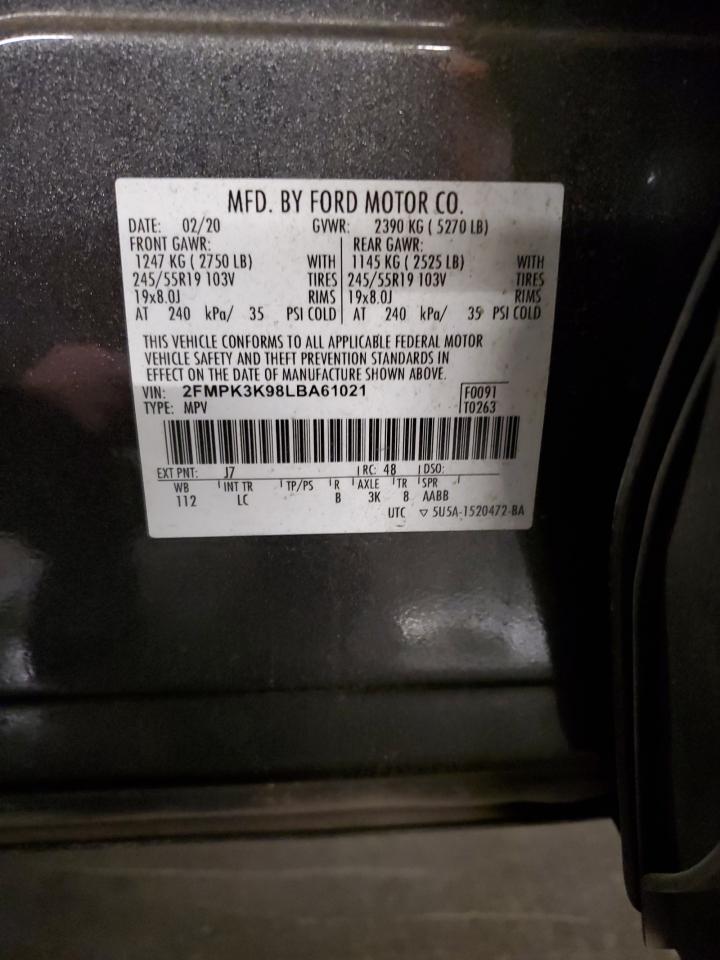 MFD. BY FORD MOTOR CO.
DATE: 02/20 GVWR: 2390 KG ( 5270 LB)
FRONT GAWR: REAR GAWR:
1247 KG ( 2750 LB) WITH 1145 KG ( 2525 LB) WITH
245/55R19 103V TIRES 245/55R19 103V TIRES
19x8.0J RIMS 19x8.0J RIMS
AT 240 kPa/ 35 PSI COLD AT 240 kPa/ 35 PSI COLD
THIS VEHICLE CONFORMS TO ALL APPLICABLE FEDERAL MOTOR
VEHICLE SAFETY AND THEFT PREVENTION STANDARDS IN
EFFECT ON THE DATE OF MANUFACTURE SHOWN ABOVE.
VIN: 2FMPK3K98LBA61021 F0091
TYPE: MPV T0263
EXT PNT: J7 RC: 48 DSO:
WB INT TR TP/PS R AXLE TR SPR
112 LC B 3K 8 AABB
UTC ▽ 5U5A-1520472-BA